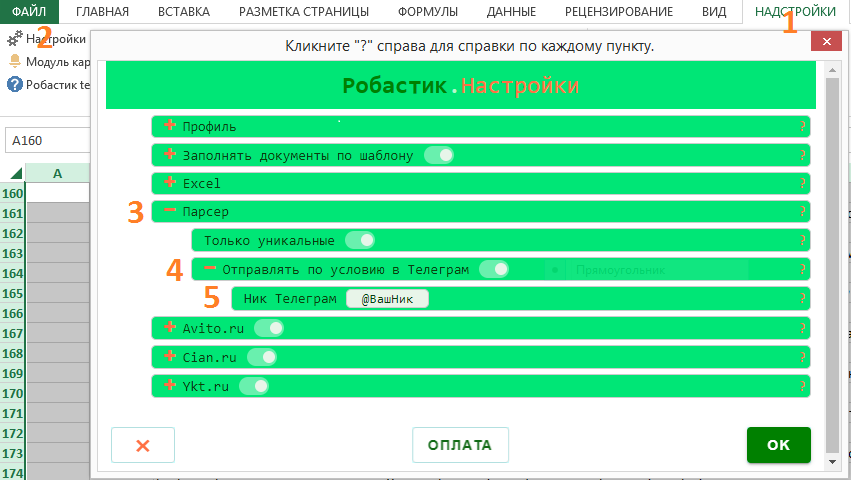 ФАЙЛ ГЛАВНАЯ ВСТАВКА РАЗМЕТКА СТРАНИЦЫ ФОРМУЛЫ ДАННЫЕ РЕЦЕНЗИРОВАНИЕ ВИД НАДСТРОЙКИ
1
2
Настройки
Модуль кар
Робастик te
Кликните "?" справа для справки по каждому пункту.
Робастик.Настройки
Профиль ?
A160
Заполнять документы по шаблону ?
A
Excel ?
3 Парсер ?
Только уникальные ?
4 Отправлять по условию в Телеграм Прямоугольник ?
5 Ник Телеграм @ВашНик ?
Avito.ru ?
Cian.ru ?
Ykt.ru ?
160
161
162
163
164
165
166
167
168
169
170
171
172
173
174
ОПЛАТА
OK